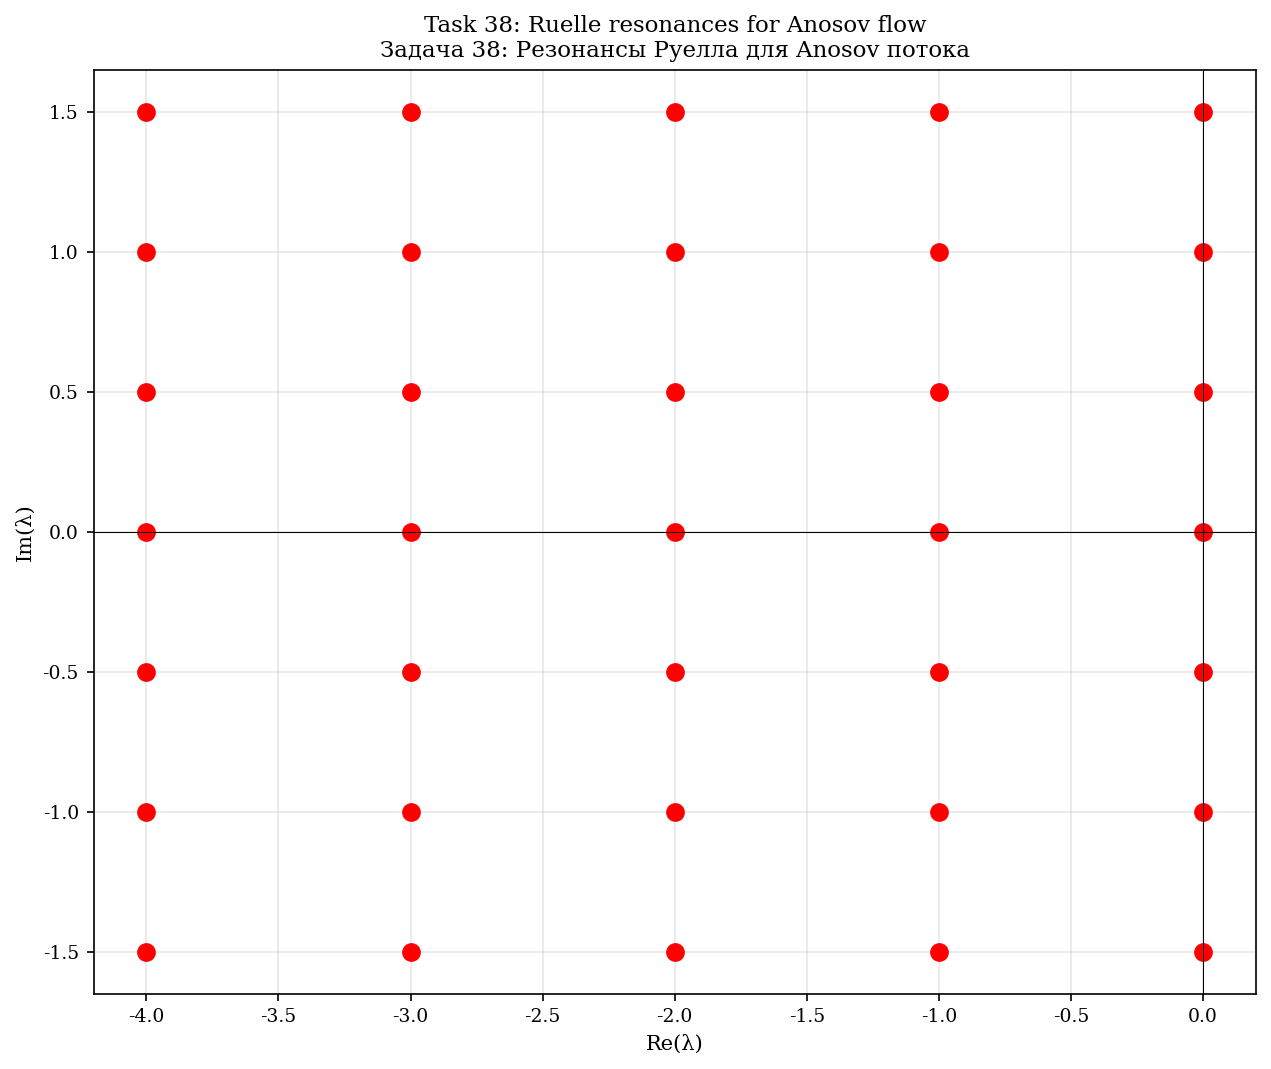 Task 38: Ruelle resonances for Anosov flow
Задача 38: Резонансы Руелла для Anosov потока
1.5
1.0
0.5
0.0
-0.5
-1.0
-1.5
Im(λ)
-4.0 -3.5 -3.0 -2.5 -2.0 -1.5 -1.0 -0.5 0.0
Re(λ)